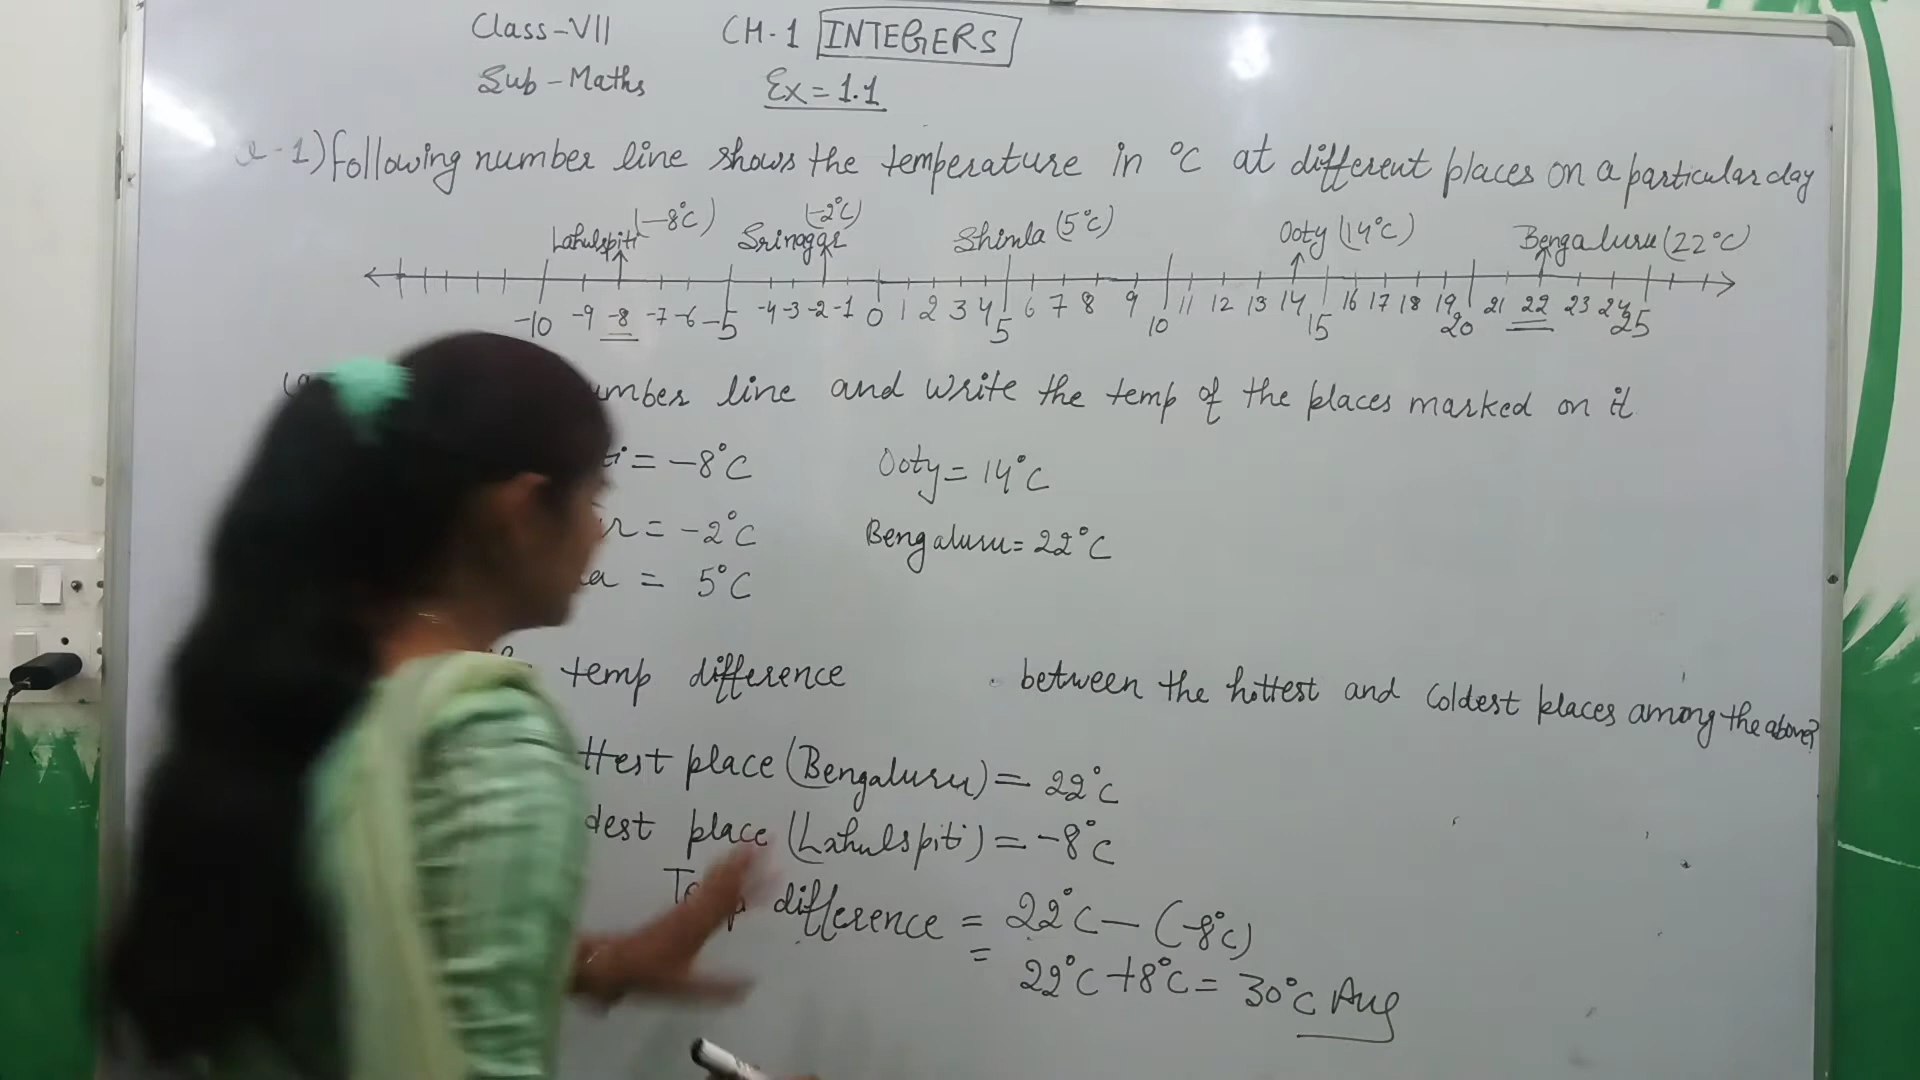 Class-VII CH-1 INTEGERS
Sub-Maths Ex = 1.1
-1) Following number line shows the temperature in °C at different places on a particular day
Lahulspiti (-8°C) Srinagar (-2°C) Shimla (5°C) Ooty (14°C) Bengaluru (22°C)
-10 -9 -8 -7 -6 -5 -4 -3 -2 -1 0 1 2 3 4 5 6 7 8 9 10 11 12 13 14 15 16 17 18 19 20 21 22 23 24 25
umber line and write the temp of the places marked on it
ti = -8°C Ooty = 14°C
r = -2°C Bengaluru = 22°C
a = 5°C
temp difference between the hottest and coldest places among the above?
ttest place (Bengaluru) = 22°C
dest place (Lahulspiti) = -8°C
Temp difference = 22°C - (-8°C)
= 22°C + 8°C = 30°C Ans